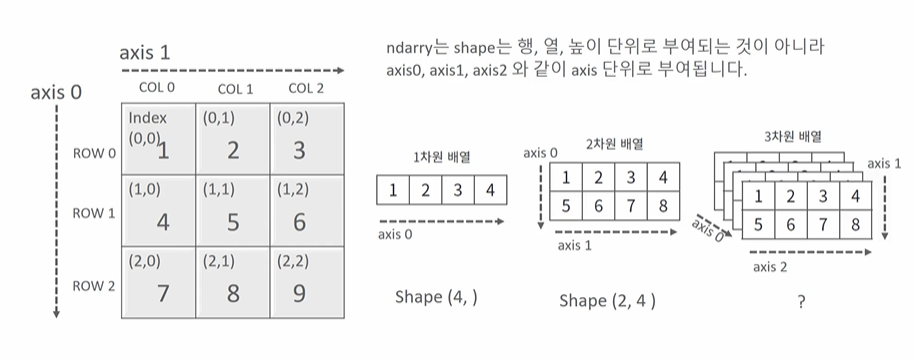 ndarry는 shape는 행, 열, 높이 단위로 부여되는 것이 아니라
axis0, axis1, axis2 와 같이 axis 단위로 부여됩니다.
axis 1
axis 0
COL 0 COL 1 COL 2
Index
(0,0) (0,1) (0,2)
ROW 0 1 2 3
(1,0) (1,1) (1,2)
ROW 1 4 5 6
(2,0) (2,1) (2,2)
ROW 2 7 8 9
1차원 배열
1 2 3 4
axis 0
Shape (4, )
2차원 배열
axis 0
1 2 3 4
5 6 7 8
axis 1
Shape (2, 4 )
3차원 배열
axis 1
1 2 3 4
5 6 7 8
axis 0
axis 2
?